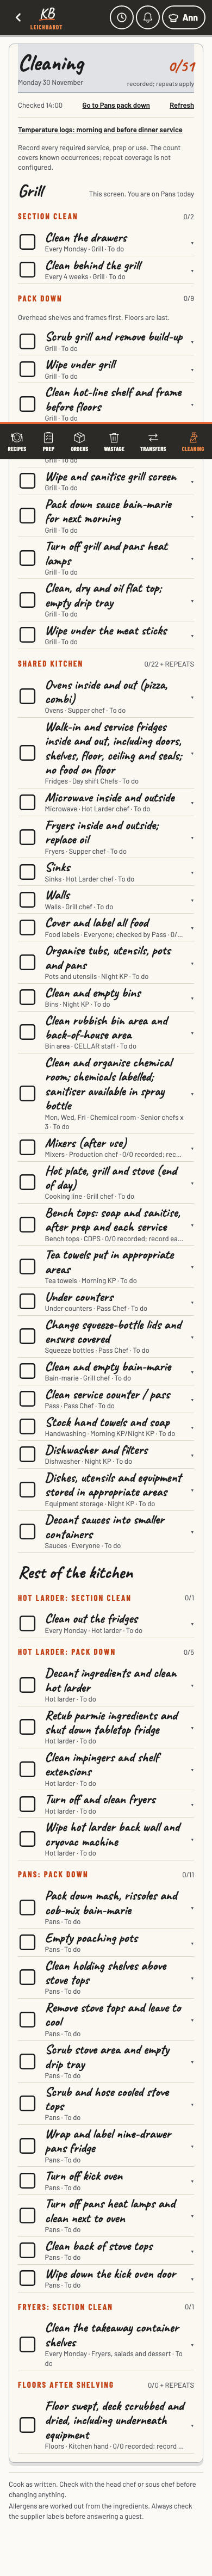 KB
LEICHHARDT
Ann
Cleaning
0/51
Monday 30 November
recorded; repeats apply
Checked 14:00
Go to Pans pack down
Refresh
Temperature logs: morning and before dinner service
Record every required service, prep or use. The count
covers known occurrences; repeat coverage is not
configured.
Grill
This screen. You are on Pans today
SECTION CLEAN
0/2
Clean the drawers
Every Monday · Grill · To do
Clean behind the grill
Every 4 weeks · Grill · To do
PACK DOWN
0/9
Overhead shelves and frames first. Floors are last.
Scrub grill and remove build-up
Grill · To do
Wipe under grill
Grill · To do
Clean hot-line shelf and frame
before floors
Grill · To do
RECIPES
PREP
ORDERS
WASTAGE
TRANSFERS
CLEANING
Grill · To do
Wipe and sanitise grill screen
Grill · To do
Pack down sauce bain-marie
for next morning
Grill · To do
Turn off grill and pans heat
lamps
Grill · To do
Clean, dry and oil flat top;
empty drip tray
Grill · To do
Wipe under the meat sticks
Grill · To do
SHARED KITCHEN
0/22 + REPEATS
Ovens inside and out (pizza,
combi)
Ovens · Supper chef · To do
Walk-in and service fridges
inside and out, including doors,
shelves, floor, ceiling and seals;
no food on floor
Fridges · Day shift Chefs · To do
Microwave inside and outside
Microwave · Hot Larder chef · To do
Fryers inside and outside;
replace oil
Fryers · Supper chef · To do
Sinks
Sinks · Hot Larder chef · To do
Walls
Walls · Grill chef · To do
Cover and label all food
Food labels · Everyone; checked by Pass · 0/...
Organise tubs, utensils, pots
and pans
Pots and utensils · Night KP · To do
Clean and empty bins
Bins · Night KP · To do
Clean rubbish bin area and
back-of-house area
Bin area · CELLAR staff · To do
Clean and organise chemical
room; chemicals labelled;
sanitiser available in spray
bottle
Mon, Wed, Fri · Chemical room · Senior chefs x
3 · To do
Mixers (after use)
Mixers · Production chef · 0/0 recorded; rec...
Hot plate, grill and stove (end
of day)
Cooking line · Grill chef · To do
Bench tops: soap and sanitise,
after prep and each service
Bench tops · CDPS · 0/0 recorded; record ea...
Tea towels put in appropriate
areas
Tea towels · Morning KP · To do
Under counters
Under counters · Pass Chef · To do
Change squeeze-bottle lids and
ensure covered
Squeeze bottles · Pass Chef · To do
Clean and empty bain-marie
Bain-marie · Grill chef · To do
Clean service counter / pass
Pass · Pass Chef · To do
Stock hand towels and soap
Handwashing · Morning KP/Night KP · To do
Dishwasher and filters
Dishwasher · Night KP · To do
Dishes, utensils and equipment
stored in appropriate areas
Equipment storage · Night KP · To do
Decant sauces into smaller
containers
Sauces · Everyone · To do
Rest of the kitchen
HOT LARDER: SECTION CLEAN
0/1
Clean out the fridges
Every Monday · Hot larder · To do
HOT LARDER: PACK DOWN
0/5
Decant ingredients and clean
hot larder
Hot larder · To do
Retub parmie ingredients and
shut down tabletop fridge
Hot larder · To do
Clean impingers and shelf
extensions
Hot larder · To do
Turn off and clean fryers
Hot larder · To do
Wipe hot larder back wall and
cryovac machine
Hot larder · To do
PANS: PACK DOWN
0/11
Pack down mash, rissoles and
cob-mix bain-marie
Pans · To do
Empty poaching pots
Pans · To do
Clean holding shelves above
stove tops
Pans · To do
Remove stove tops and leave to
cool
Pans · To do
Scrub stove area and empty
drip tray
Pans · To do
Scrub and hose cooled stove
tops
Pans · To do
Wrap and label nine-drawer
pans fridge
Pans · To do
Turn off kick oven
Pans · To do
Turn off pans heat lamps and
clean next to oven
Pans · To do
Clean back of stove tops
Pans · To do
Wipe down the kick oven door
Pans · To do
FRYERS: SECTION CLEAN
0/1
Clean the takeaway container
shelves
Every Monday · Fryers, salads and dessert · To
do
FLOORS AFTER SHELVING
0/0 + REPEATS
Floor swept, deck scrubbed and
dried, including underneath
equipment
Floors · Kitchen hand · 0/0 recorded; record ...
Cook as written. Check with the head chef or sous chef before
changing anything.
Allergens are worked out from the ingredients. Always check
the supplier labels before answering a guest.